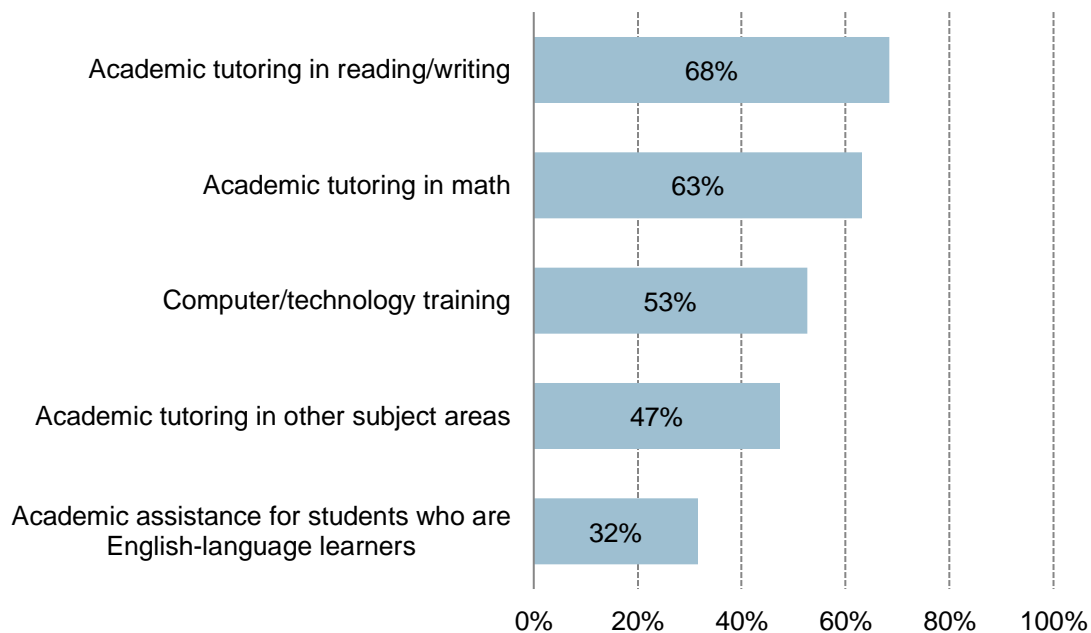 Academic tutoring in reading/writing
68%
Academic tutoring in math
63%
Computer/technology training
53%
Academic tutoring in other subject areas
47%
Academic assistance for students who are
English-language learners
32%
0% 20% 40% 60% 80% 100%